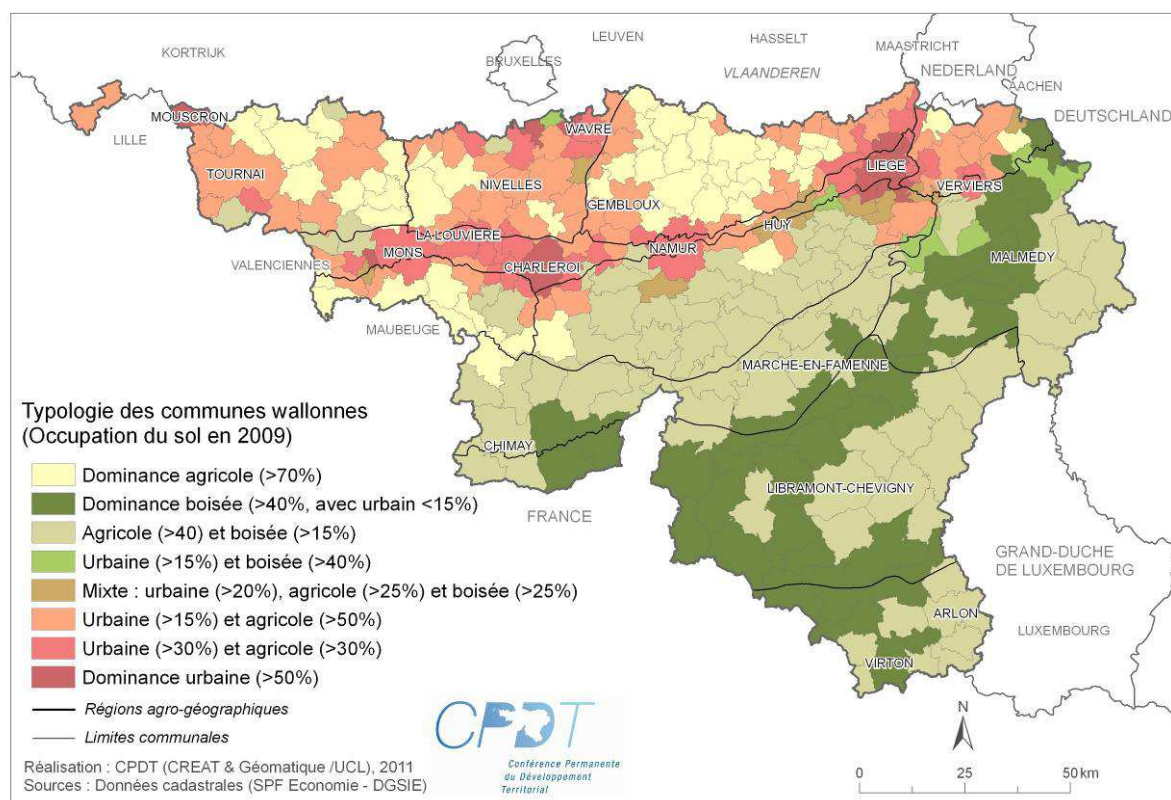 KORTRIJK
LEUVEN
HASSELT
MAASTRICHT
BRUXELLES
VLAANDEREN
NEDERLAND
AACHEN
DEUTSCHLAND
MOUSCRON
WAVRE
LILLE
LIEGE
TOURNAI
NIVELLES
VERVIERS
GEMBLOUX
HUY
LA LOUVIERE
NAMUR
MONS
VALENCIENNES
CHARLEROI
MALMEDY
MAUBEUGE
MARCHE-EN-FAMENNE
CHIMAY
LIBRAMONT-CHEVIGNY
FRANCE
GRAND-DUCHE
DE LUXEMBOURG
ARLON
LUXEMBOURG
VIRTON
Typologie des communes wallonnes
(Occupation du sol en 2009)
Dominance agricole (>70%)
Dominance boisée (>40%, avec urbain <15%)
Agricole (>40) et boisée (>15%)
Urbaine (>15%) et boisée (>40%)
Mixte : urbaine (>20%), agricole (>25%) et boisée (>25%)
Urbaine (>15%) et agricole (>50%)
Urbaine (>30%) et agricole (>30%)
Dominance urbaine (>50%)
Régions agro-géographiques
Limites communales
Réalisation : CPDT (CREAT & Géomatique /UCL), 2011
Sources : Données cadastrales (SPF Economie - DGSIE)
CPDT
Conférence Permanente
du Développement
Territorial
N
0 25 50 km